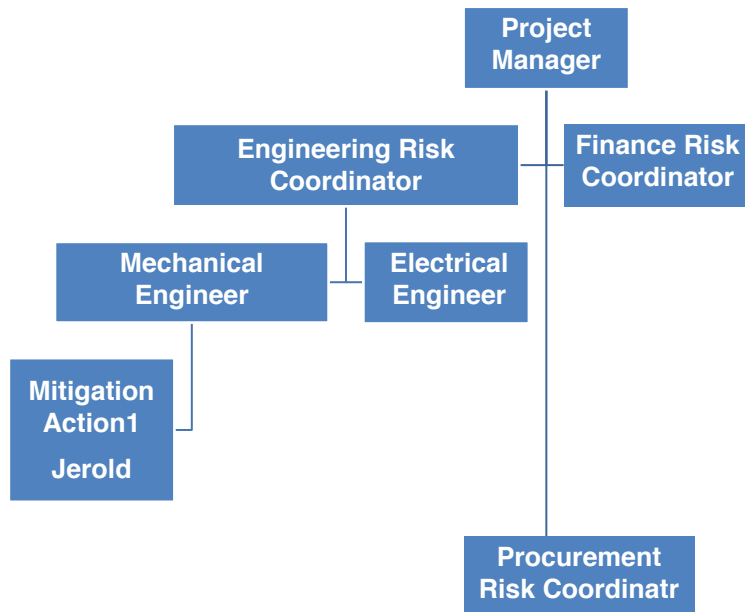 Project
Manager
Engineering Risk
Coordinator
Finance Risk
Coordinator
Mechanical
Engineer
Electrical
Engineer
Mitigation
Action1
Jerold
Procurement
Risk Coordinatr